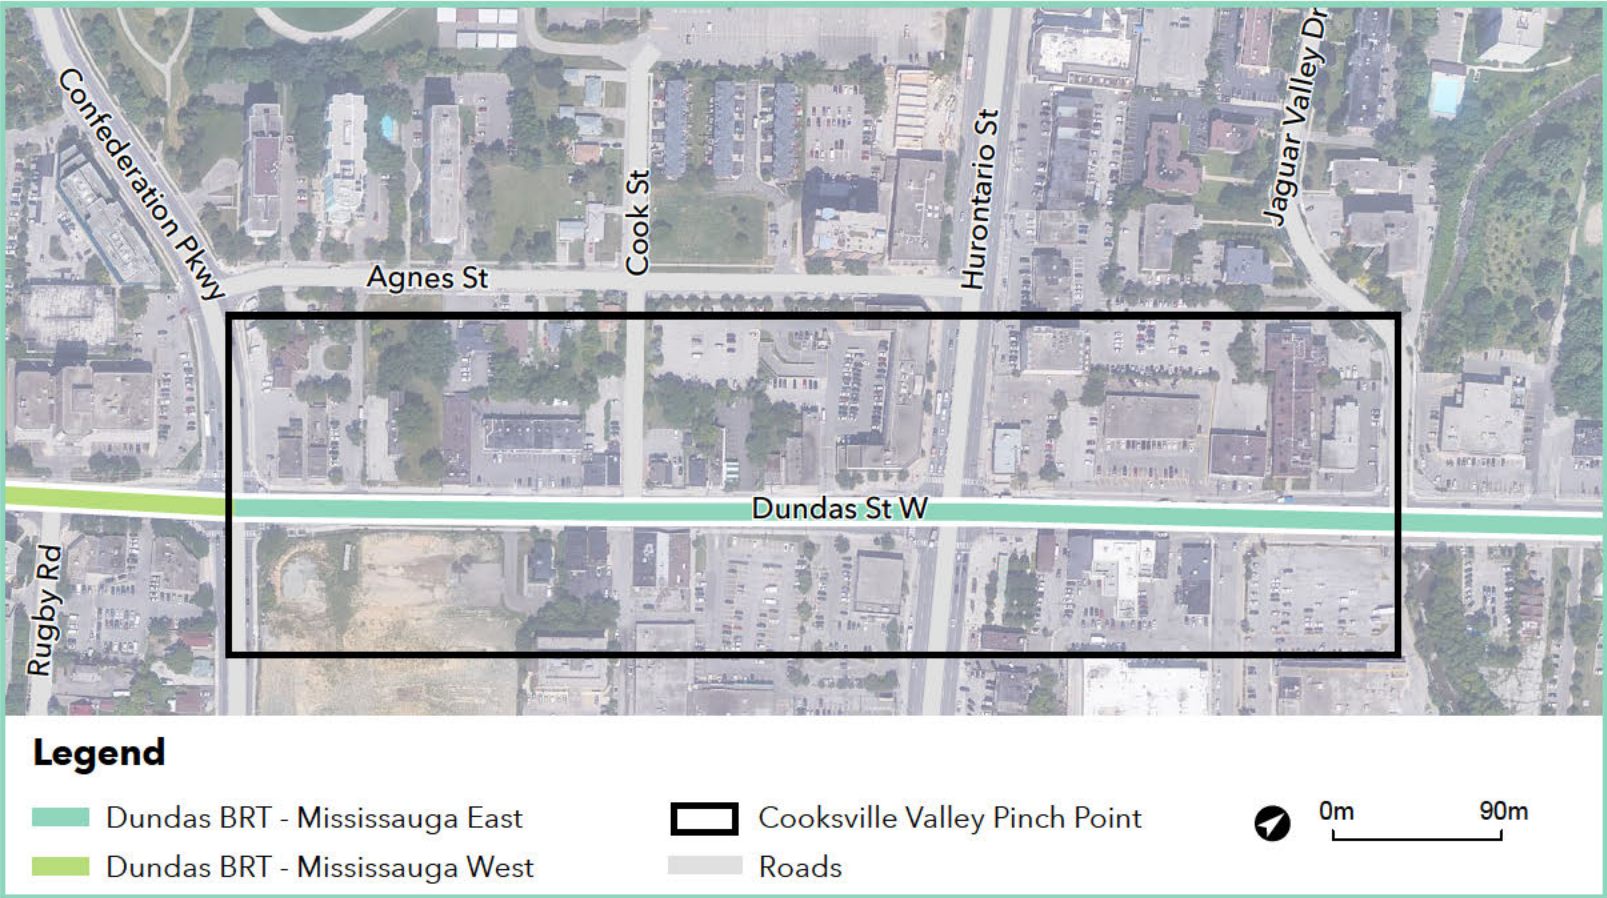 Confederation Pkwy
Agnes St
Cook St
Hurontario St
Jaguar Valley Dr
Dundas St W
Rugby Rd
Legend
Dundas BRT - Mississauga East
Dundas BRT - Mississauga West
Cooksville Valley Pinch Point
Roads
0m 90m